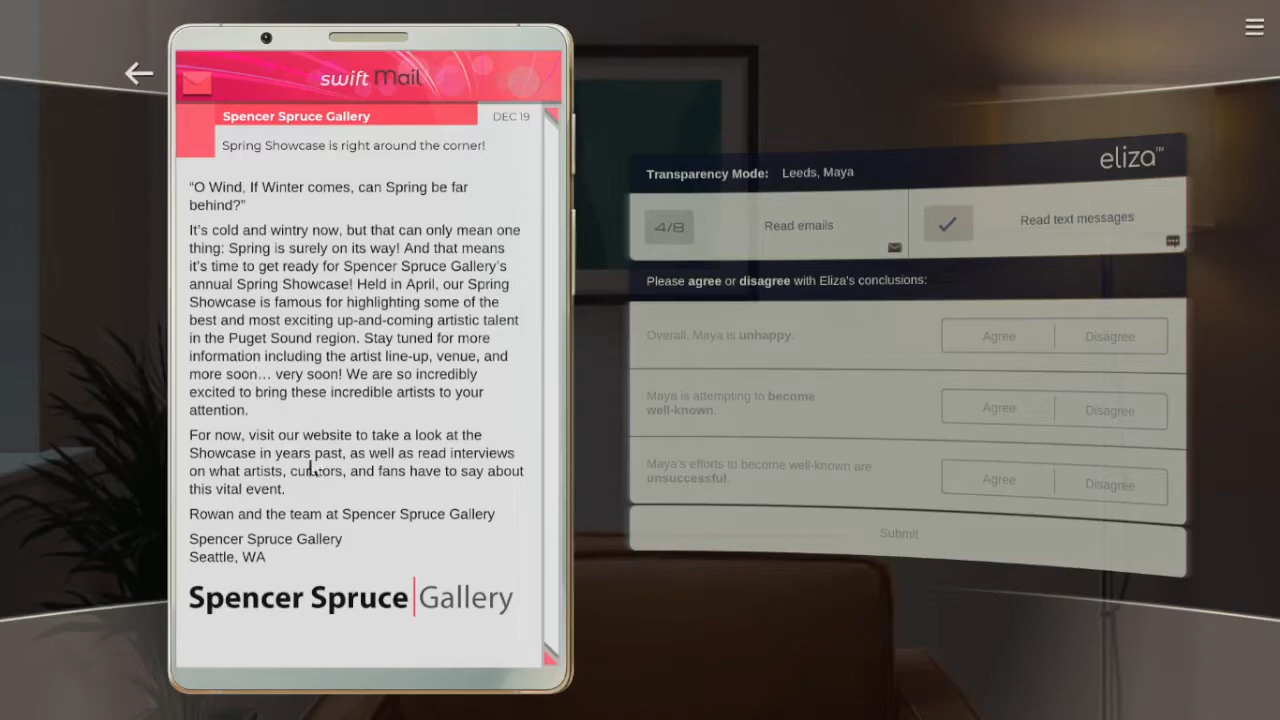 swift Mail
Spencer Spruce Gallery DEC 19
Spring Showcase is right around the corner!
“O Wind, If Winter comes, can Spring be far
behind?”
It’s cold and wintry now, but that can only mean one
thing: Spring is surely on its way! And that means
it’s time to get ready for Spencer Spruce Gallery’s
annual Spring Showcase! Held in April, our Spring
Showcase is famous for highlighting some of the
best and most exciting up-and-coming artistic talent
in the Puget Sound region. Stay tuned for more
information including the artist line-up, venue, and
more soon… very soon! We are so incredibly
excited to bring these incredible artists to your
attention.
For now, visit our website to take a look at the
Showcase in years past, as well as read interviews
on what artists, curators, and fans have to say about
this vital event.
Rowan and the team at Spencer Spruce Gallery
Spencer Spruce Gallery
Seattle, WA
Spencer Spruce Gallery
eliza™
Transparency Mode: Leeds, Maya
4/8 Read emails
Read text messages
Please agree or disagree with Eliza's conclusions:
Overall, Maya is unhappy.
Agree Disagree
Maya is attempting to become
well-known.
Agree Disagree
Maya's efforts to become well-known are
unsuccessful.
Agree Disagree
Submit